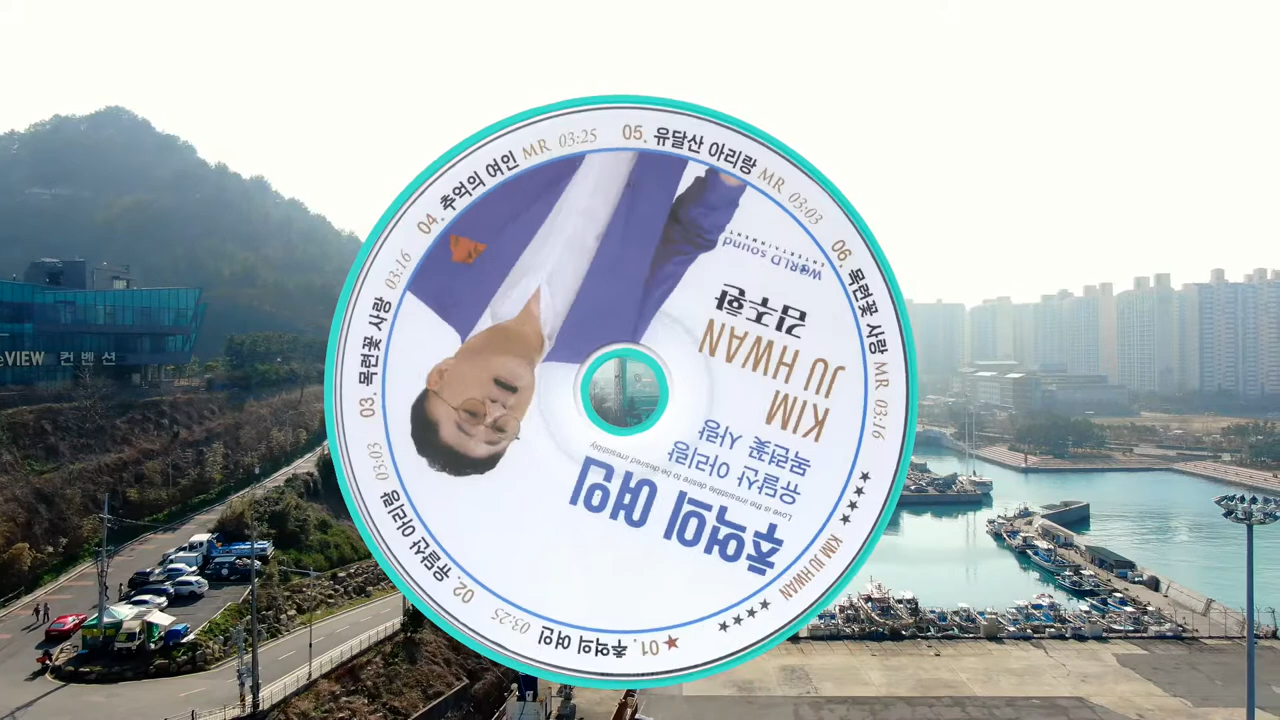 추억의 여인
Love is the irresistible desire to be desired irresistibly
유달산 아리랑
목련꽃 사랑
KIM
JU HWAN
김주환
WORLD sound
ENTERTAINMENT
★ 01. 추억의 여인 03:25
02. 유달산 아리랑 03:03
03. 목련꽃 사랑 03:16
04. 추억의 여인 MR 03:25
05. 유달산 아리랑 MR 03:03
06. 목련꽃 사랑 MR 03:16
★★★★ KIM JU HWAN ★★★★
VIEW 컨벤션